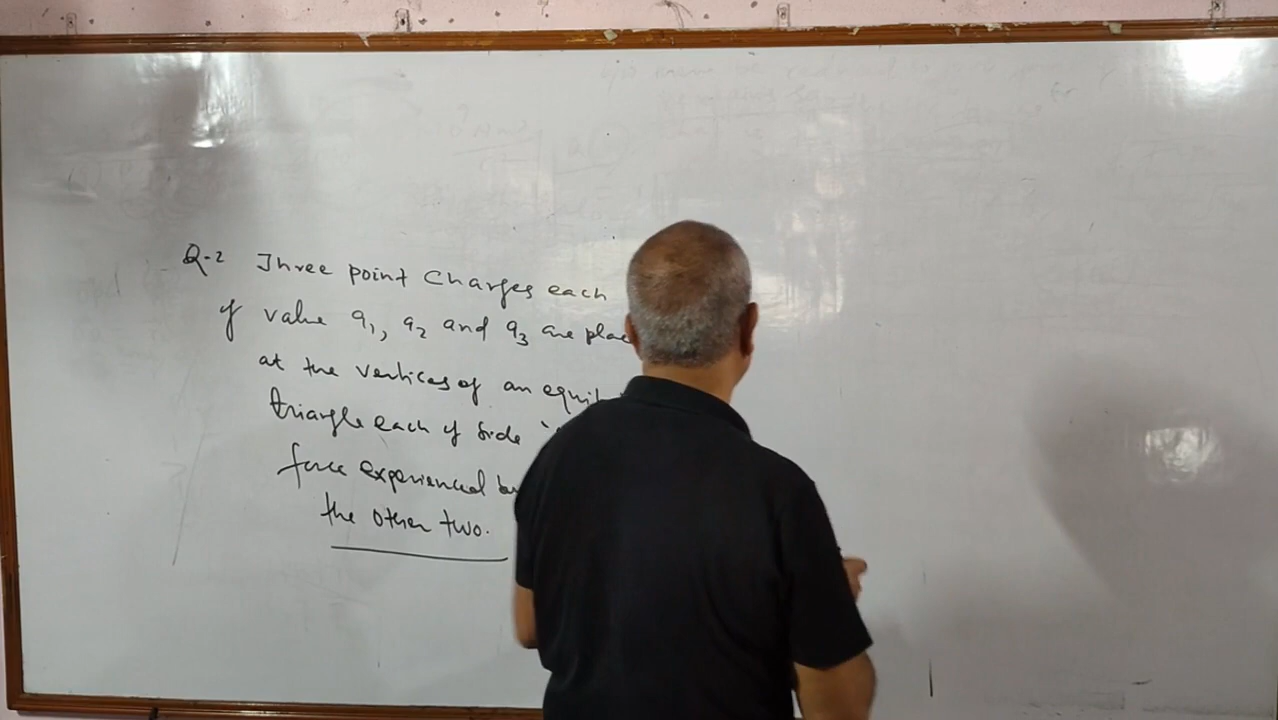 Q-2 Three point Charges each
of value q1, q2 and q3 are place
at the vertices of an equil
triangle each of side
force experienced
the other two.